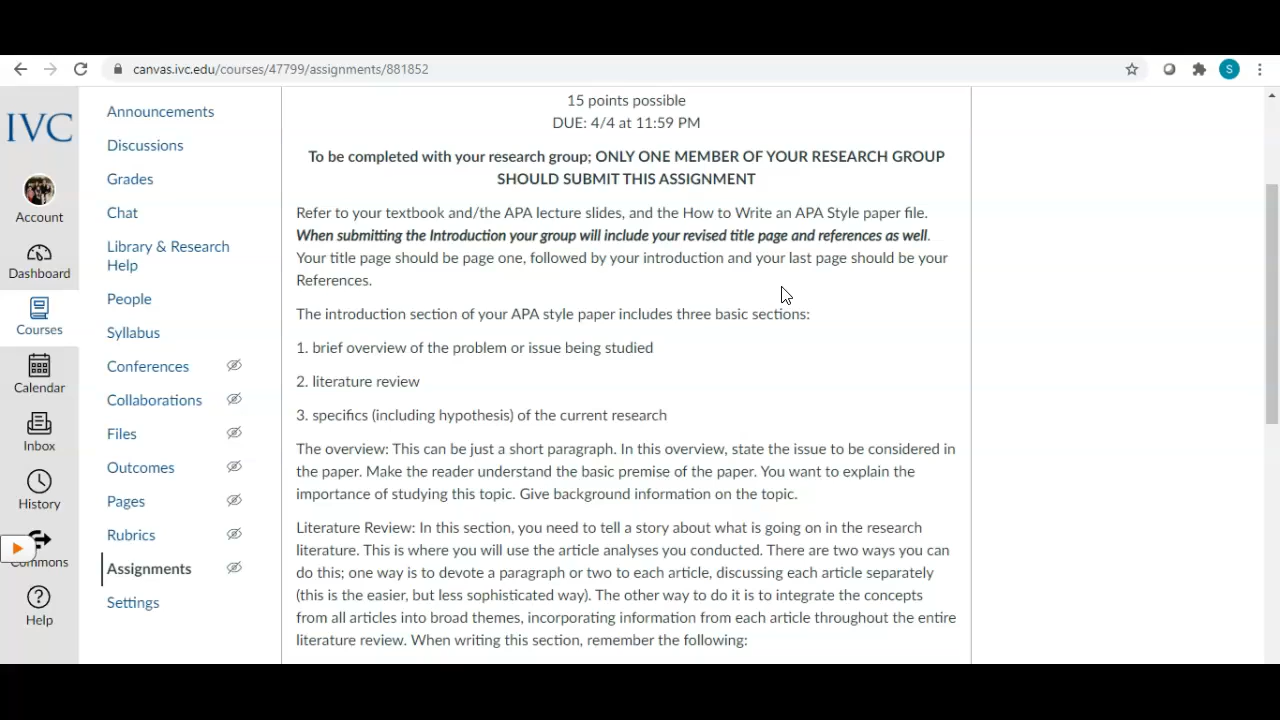 canvas.ivc.edu/courses/47799/assignments/881852
S
IVC
Account
Dashboard
Courses
Calendar
Inbox
History
Commons
Help
Announcements
Discussions
Grades
Chat
Library & Research
Help
People
Syllabus
Conferences
Collaborations
Files
Outcomes
Pages
Rubrics
Assignments
Settings
15 points possible
DUE: 4/4 at 11:59 PM
To be completed with your research group; ONLY ONE MEMBER OF YOUR RESEARCH GROUP
SHOULD SUBMIT THIS ASSIGNMENT
Refer to your textbook and/the APA lecture slides, and the How to Write an APA Style paper file.
When submitting the Introduction your group will include your revised title page and references as well.
Your title page should be page one, followed by your introduction and your last page should be your
References.
The introduction section of your APA style paper includes three basic sections:
1. brief overview of the problem or issue being studied
2. literature review
3. specifics (including hypothesis) of the current research
The overview: This can be just a short paragraph. In this overview, state the issue to be considered in
the paper. Make the reader understand the basic premise of the paper. You want to explain the
importance of studying this topic. Give background information on the topic.
Literature Review: In this section, you need to tell a story about what is going on in the research
literature. This is where you will use the article analyses you conducted. There are two ways you can
do this; one way is to devote a paragraph or two to each article, discussing each article separately
(this is the easier, but less sophisticated way). The other way to do it is to integrate the concepts
from all articles into broad themes, incorporating information from each article throughout the entire
literature review. When writing this section, remember the following: